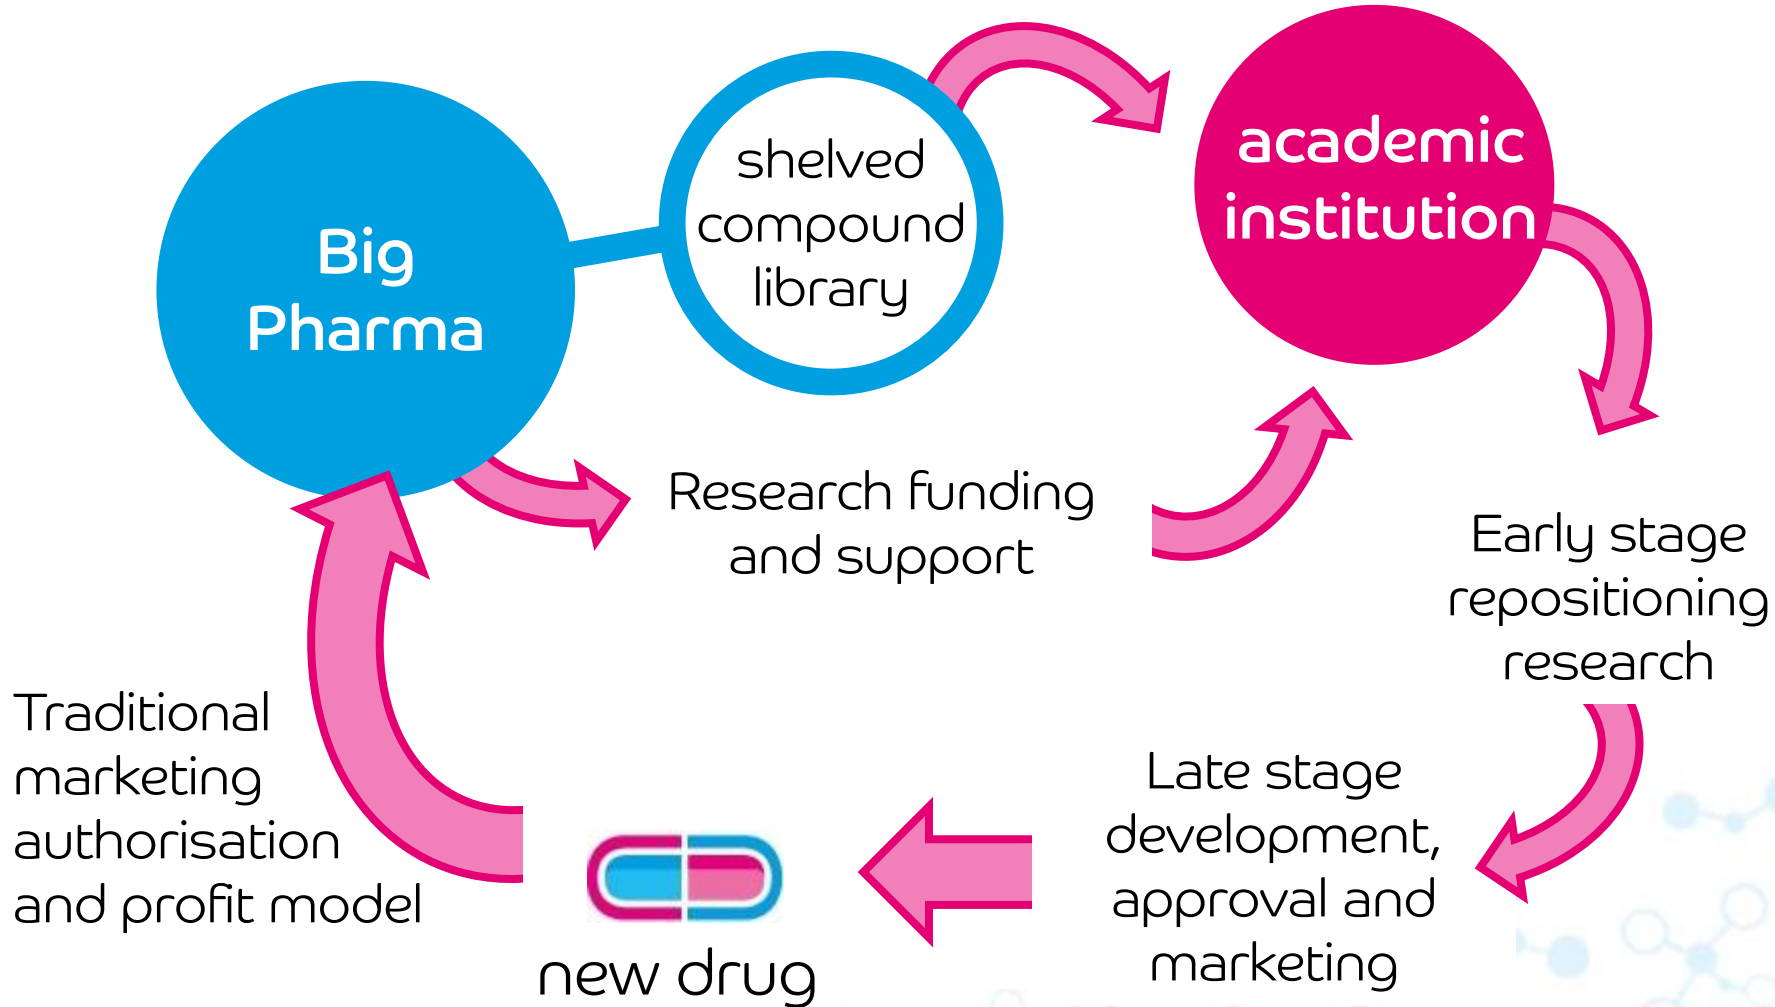 Big
Pharma
shelved
compound
library
academic
institution
Research funding
and support
Early stage
repositioning
research
Late stage
development,
approval and
marketing
new drug
Traditional
marketing
authorisation
and profit model